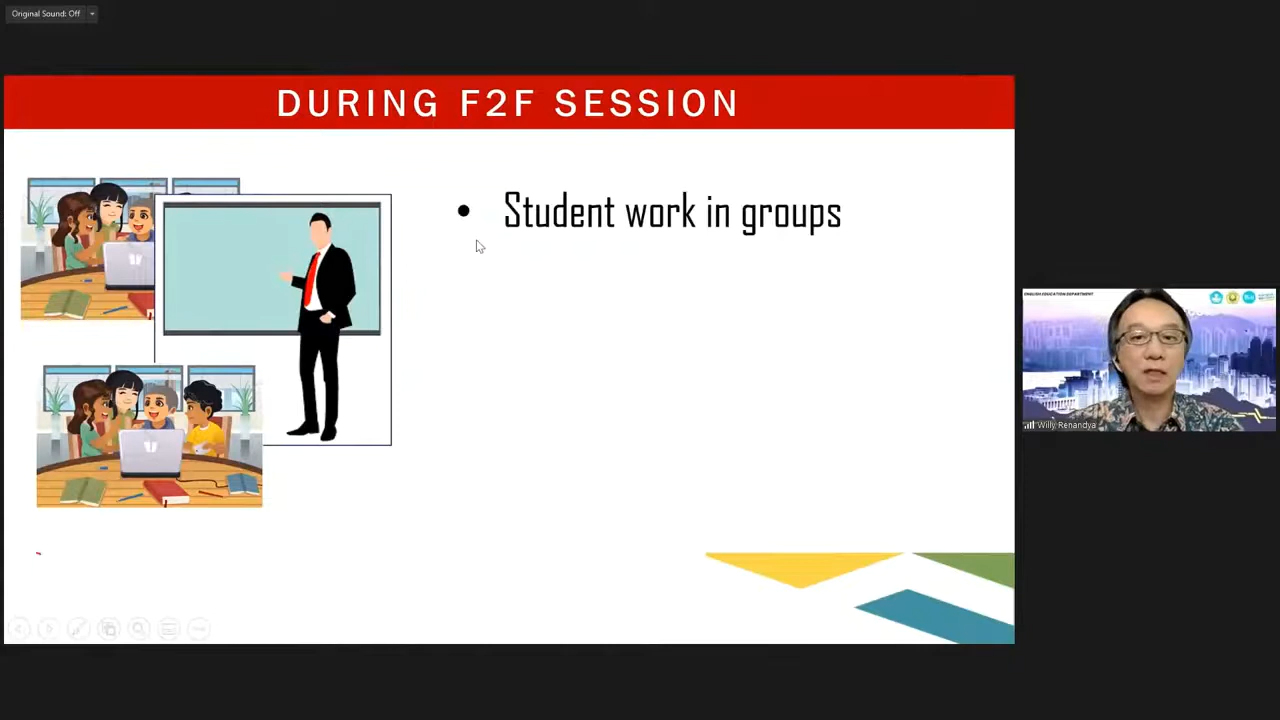 Original Sound: Off
DURING F2F SESSION
• Student work in groups
ENGLISH EDUCATION DEPARTMENT
Willy Renandya